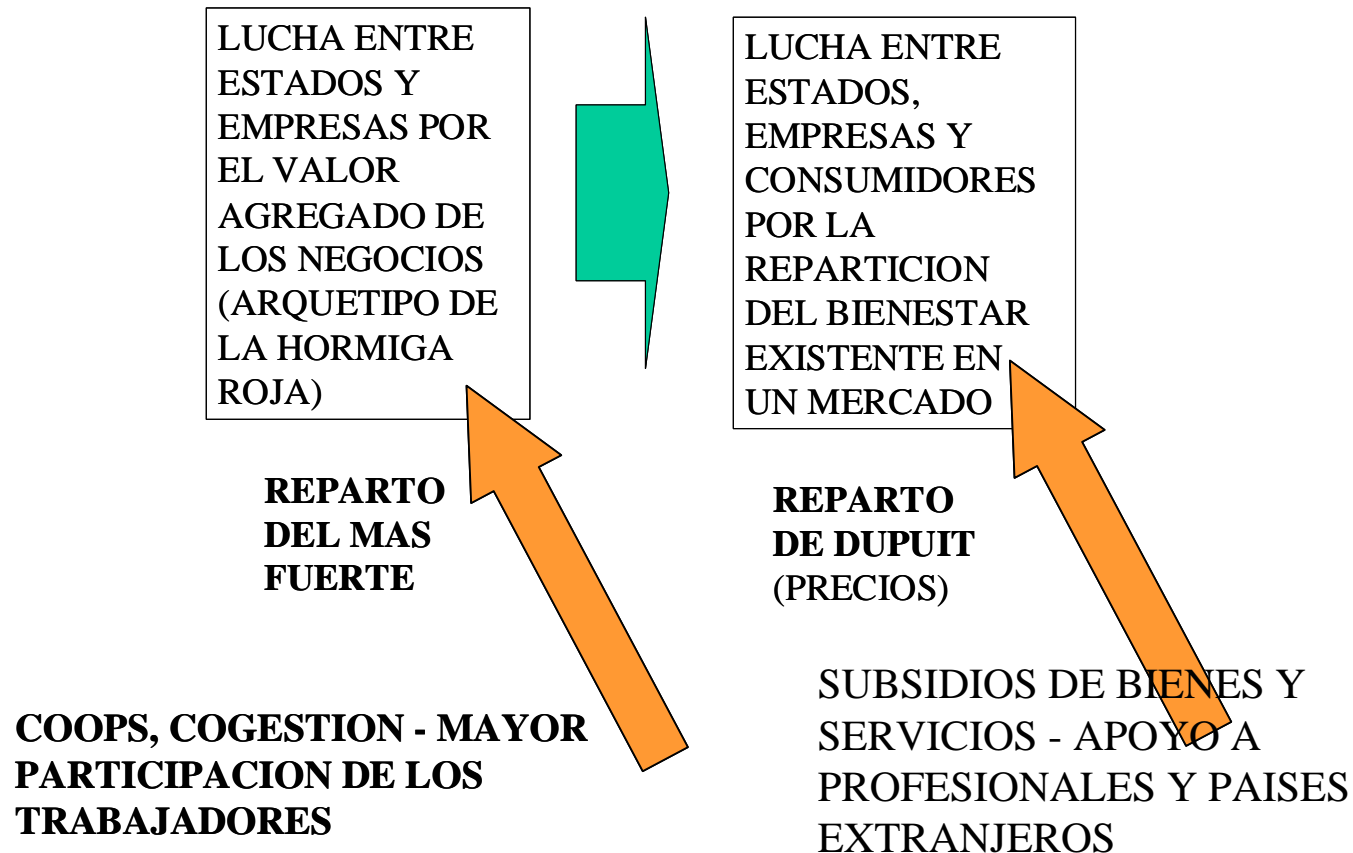 LUCHA ENTRE
ESTADOS Y
EMPRESAS POR
EL VALOR
AGREGADO DE
LOS NEGOCIOS
(ARQUETIPO DE
LA HORMIGA
ROJA)
LUCHA ENTRE
ESTADOS,
EMPRESAS Y
CONSUMIDORES
POR LA
REPARTICION
DEL BIENESTAR
EXISTENTE EN
UN MERCADO
REPARTO
DEL MAS
FUERTE
REPARTO
DE DUPUIT
(PRECIOS)
COOPS, COGESTION - MAYOR
PARTICIPACION DE LOS
TRABAJADORES
SUBSIDIOS DE BIENES Y
SERVICIOS - APOYO A
PROFESIONALES Y PAISES
EXTRANJEROS